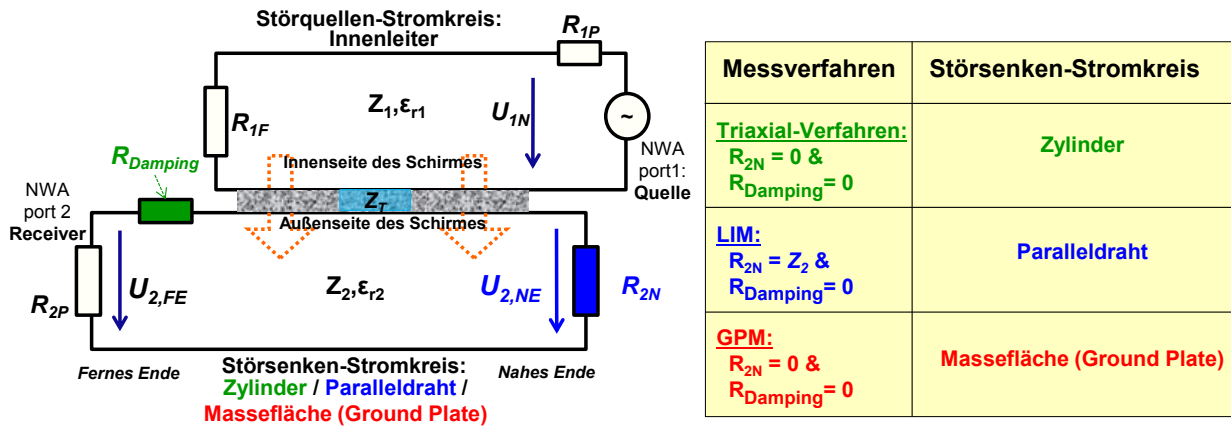 Störquellen-Stromkreis:
Innenleiter
R1P
Z1,εr1
U1N
~
R1F
NWA
port1:
Quelle
Innenseite des Schirmes
RDamping
NWA
port 2
Receiver
ZT
Außenseite des Schirmes
R2P
U2,FE
Z2,εr2
U2,NE
R2N
Fernes Ende
Störsenken-Stromkreis:
Nahes Ende
Zylinder / Paralleldraht /
Massefläche (Ground Plate)
Messverfahren
Störsenken-Stromkreis
Triaxial-Verfahren:
R2N = 0 &
RDamping= 0
Zylinder
LIM:
R2N = Z2 &
RDamping= 0
Paralleldraht
GPM:
R2N = 0 &
RDamping= 0
Massefläche (Ground Plate)